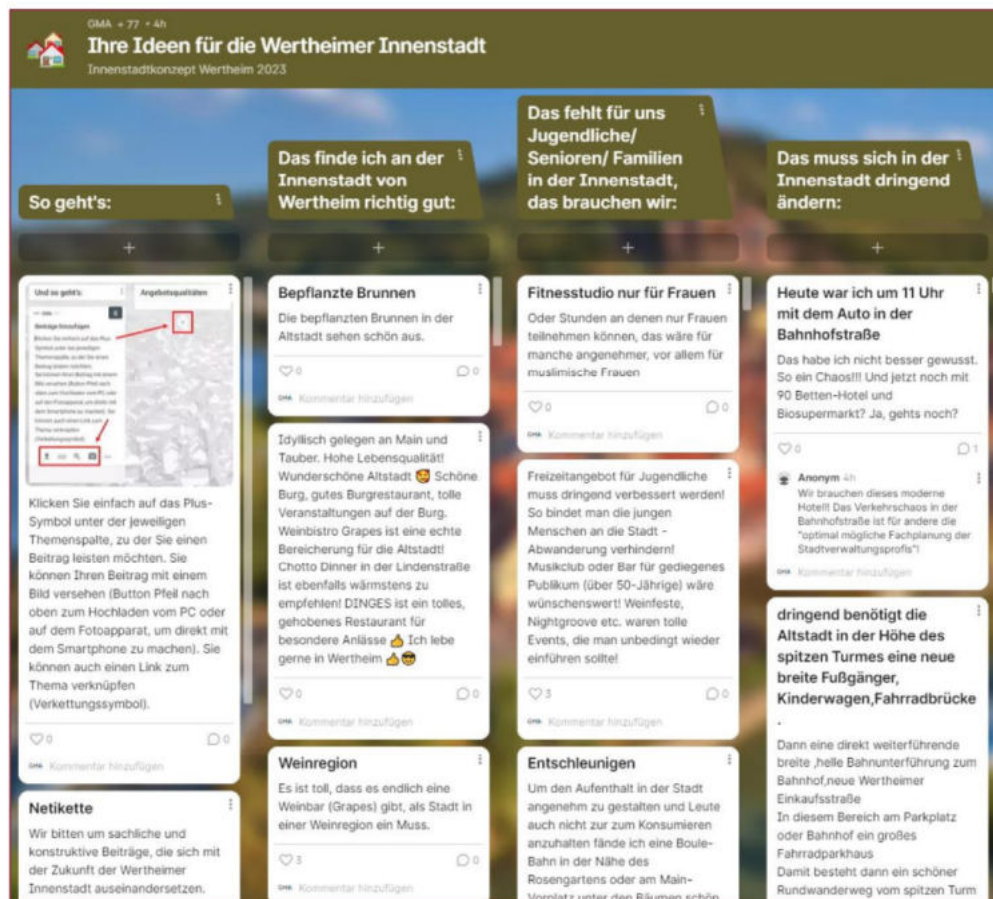 GMA + 77 • 4h
Ihre Ideen für die Wertheimer Innenstadt
Innenstadtkonzept Wertheim 2023
So geht's:
Und so geht's:
Angebotsqualitäten
Beiträge hinzufügen
Klicken Sie einfach auf das Plus-
Symbol unter der jeweiligen
Themenspalte, zu der Sie einen
Beitrag leisten möchten. Sie
können Ihren Beitrag mit einem
Bild versehen (Button Pfeil nach
oben zum Hochladen vom PC oder
auf dem Fotoapparat, um direkt mit
dem Smartphone zu machen). Sie
können auch einen Link zum
Thema verknüpfen
(Verkettungssymbol).
0
0
GMA Kommentar hinzufügen
Netikette
Wir bitten um sachliche und
konstruktive Beiträge, die sich mit
der Zukunft der Wertheimer
Innenstadt auseinandersetzen.
Das finde ich an der
Innenstadt von
Wertheim richtig gut:
Bepflanzte Brunnen
Die bepflanzten Brunnen in der
Altstadt sehen schön aus.
0
0
GMA Kommentar hinzufügen
Idyllisch gelegen an Main und
Tauber. Hohe Lebensqualität!
Wunderschöne Altstadt 🥰 Schöne
Burg, gutes Burgrestaurant, tolle
Veranstaltungen auf der Burg.
Weinbistro Grapes ist eine echte
Bereicherung für die Altstadt!
Chotto Dinner in der Lindenstraße
ist ebenfalls wärmstens zu
empfehlen! DINGES ist ein tolles,
gehobenes Restaurant für
besondere Anlässe 👍 Ich lebe
gerne in Wertheim 👍😎
0
0
GMA Kommentar hinzufügen
Weinregion
Es ist toll, dass es endlich eine
Weinbar (Grapes) gibt, als Stadt in
einer Weinregion ein Muss.
3
0
GMA Kommentar hinzufügen
Das fehlt für uns
Jugendliche/
Senioren/ Familien
in der Innenstadt,
das brauchen wir:
Fitnesstudio nur für Frauen
Oder Stunden an denen nur Frauen
teilnehmen können, das wäre für
manche angenehmer, vor allem für
muslimische Frauen
0
0
GMA Kommentar hinzufügen
Freizeitangebot für Jugendliche
muss dringend verbessert werden!
So bindet man die jungen
Menschen an die Stadt -
Abwanderung verhindern!
Musikclub oder Bar für gediegenes
Publikum (über 50-Jährige) wäre
wünschenswert! Weinfeste,
Nightgroove etc. waren tolle
Events, die man unbedingt wieder
einführen sollte!
3
0
GMA Kommentar hinzufügen
Entschleunigen
Um den Aufenthalt in der Stadt
angenehm zu gestalten und Leute
auch nicht zur zum Konsumieren
anzuhalten fände ich eine Boule-
Bahn in der Nähe des
Rosengartens oder am Main-
Vorplatz unter den Bäumen schön
Das muss sich in der
Innenstadt dringend
ändern:
Heute war ich um 11 Uhr
mit dem Auto in der
Bahnhofstraße
Das habe ich nicht besser gewusst.
So ein Chaos!!! Und jetzt noch mit
90 Betten-Hotel und
Biosupermarkt? Ja, gehts noch?
0
1
Anonym 4h
Wir brauchen dieses moderne
Hotel!! Das Verkehrschaos in der
Bahnhofstraße ist für andere die
"optimal mögliche Fachplanung der
Stadtverwaltungsprofis"!
GMA Kommentar hinzufügen
dringend benötigt die
Altstadt in der Höhe des
spitzen Turmes eine neue
breite Fußgänger,
Kinderwagen,Fahrradbrücke
.
Dann eine direkt weiterführende
breite ,helle Bahnunterführung zum
Bahnhof,neue Wertheimer
Einkaufsstraße
In diesem Bereich am Parkplatz
oder Bahnhof ein großes
Fahrradparkhaus
Damit besteht dann ein schöner
Rundwanderweg vom spitzen Turm